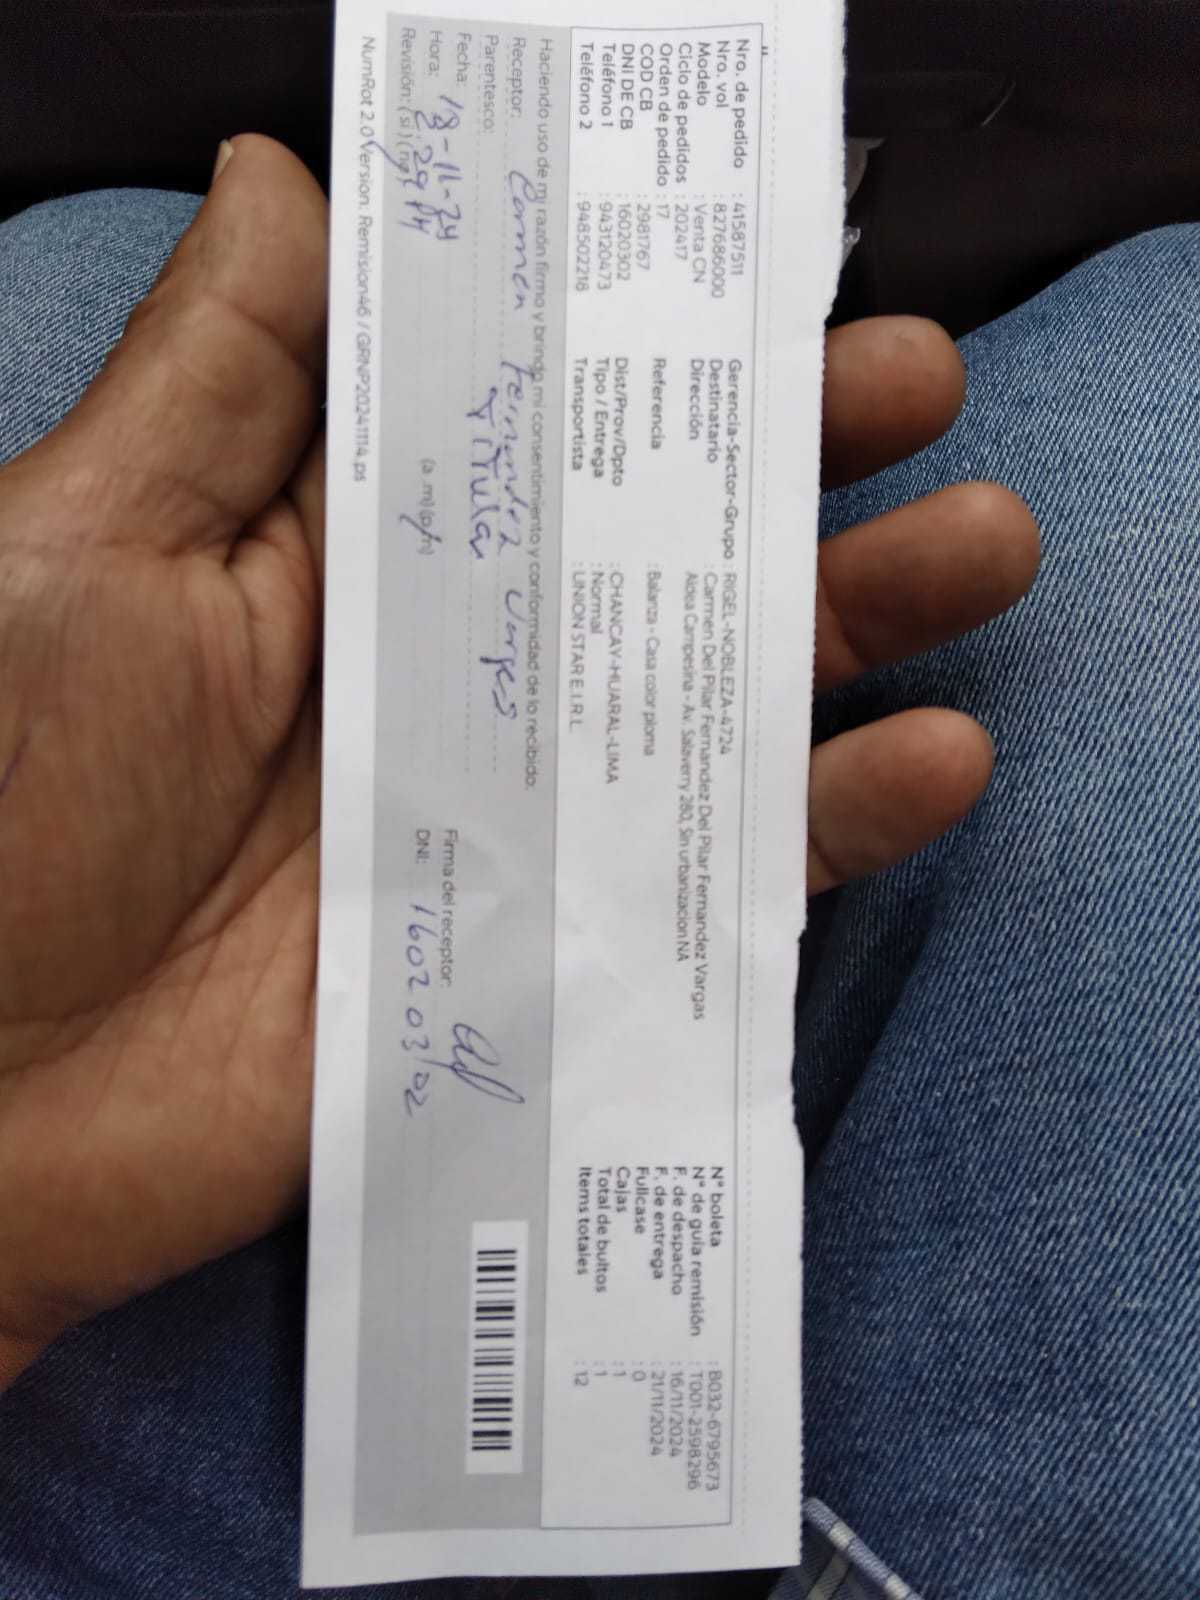 Nro. de pedido : 41587511
Nro. vol : 827686000
Modelo : Venta CN
Ciclo de pedidos : 202417
Orden de pedido : 17
COD CB : 2981767
DNI DE CB : 16020302
Teléfono 1 : 943120473
Teléfono 2 : 948502218
Gerencia-Sector-Grupo : RIGEL-NOBLEZA-4724
Destinatario : Carmen Del Pilar Fernandez Del Pilar Fernandez Vargas
Dirección Aldea Campesina - Av. Salaverry 280, Sin urbanizacion NA
Referencia : Balanza - Casa color ploma
Dist/Prov/Dpto : CHANCAY-HUARAL-LIMA
Tipo / Entrega : Normal
Transportista : UNION STAR E.I.R.L.
N° boleta : B032-6795673
N° de guía remisión : T001-2598296
F. de despacho : 16/11/2024
F. de entrega : 21/11/2024
Fullcase : 0
Cajas : 1
Total de bultos : 1
Items totales : 12
Haciendo uso de mi razón firmo y brindo mi consentimiento y conformidad de lo recibido:
Receptor: Carmen Fernandez Vargas
Parentesco: Titular
Fecha: 18-11-24
Hora: 2:29 PM (a .m) (p.m)
Revisión: ( si ) ( no )
Firma del receptor:
DNI: 16020302
NumRot 2.0 Version. Remision46 / GRNP20241114.ps